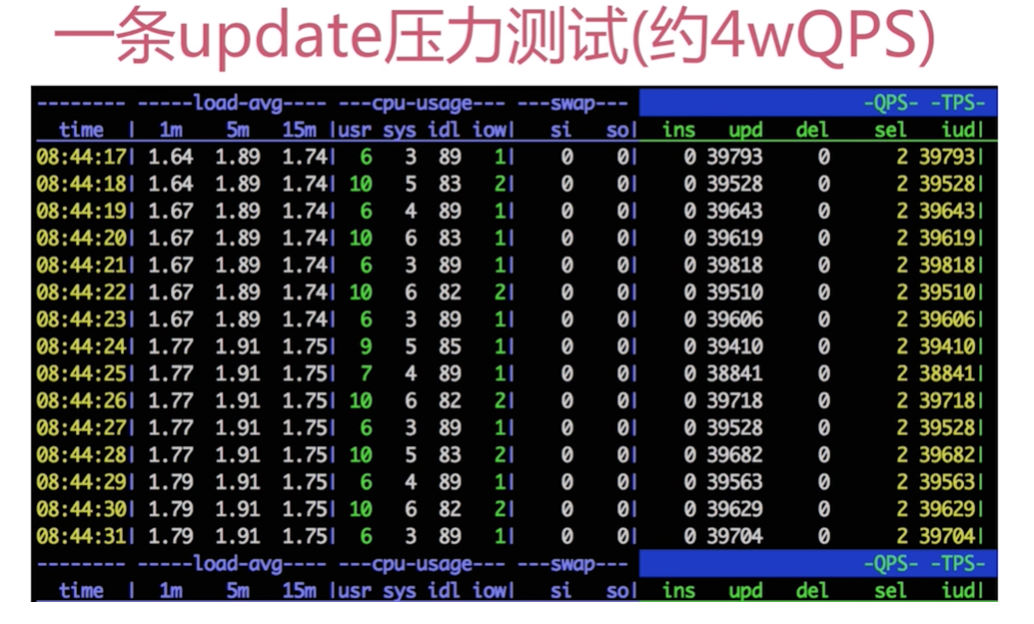 一条update压力测试(约4wQPS)
-------- -----load-avg---- ---cpu-usage--- ---swap--- -QPS- -TPS-
time | 1m 5m 15m |usr sys idl iow| si so| ins upd del sel iud|
08:44:17| 1.64 1.89 1.74| 6 3 89 1| 0 0| 0 39793 0 2 39793|
08:44:18| 1.64 1.89 1.74| 10 5 83 2| 0 0| 0 39528 0 2 39528|
08:44:19| 1.67 1.89 1.74| 6 4 89 1| 0 0| 0 39643 0 2 39643|
08:44:20| 1.67 1.89 1.74| 10 6 83 1| 0 0| 0 39619 0 2 39619|
08:44:21| 1.67 1.89 1.74| 6 3 89 1| 0 0| 0 39818 0 2 39818|
08:44:22| 1.67 1.89 1.74| 10 6 82 2| 0 0| 0 39510 0 2 39510|
08:44:23| 1.67 1.89 1.74| 6 3 89 1| 0 0| 0 39606 0 2 39606|
08:44:24| 1.77 1.91 1.75| 9 5 85 1| 0 0| 0 39410 0 2 39410|
08:44:25| 1.77 1.91 1.75| 7 4 89 1| 0 0| 0 38841 0 2 38841|
08:44:26| 1.77 1.91 1.75| 10 6 82 2| 0 0| 0 39718 0 2 39718|
08:44:27| 1.77 1.91 1.75| 6 3 89 1| 0 0| 0 39528 0 2 39528|
08:44:28| 1.77 1.91 1.75| 10 5 83 2| 0 0| 0 39682 0 2 39682|
08:44:29| 1.79 1.91 1.75| 6 4 89 1| 0 0| 0 39563 0 2 39563|
08:44:30| 1.79 1.91 1.75| 10 6 82 2| 0 0| 0 39629 0 2 39629|
08:44:31| 1.79 1.91 1.75| 6 3 89 1| 0 0| 0 39704 0 2 39704|
-------- -----load-avg---- ---cpu-usage--- ---swap--- -QPS- -TPS-
time | 1m 5m 15m |usr sys idl iow| si so| ins upd del sel iud|